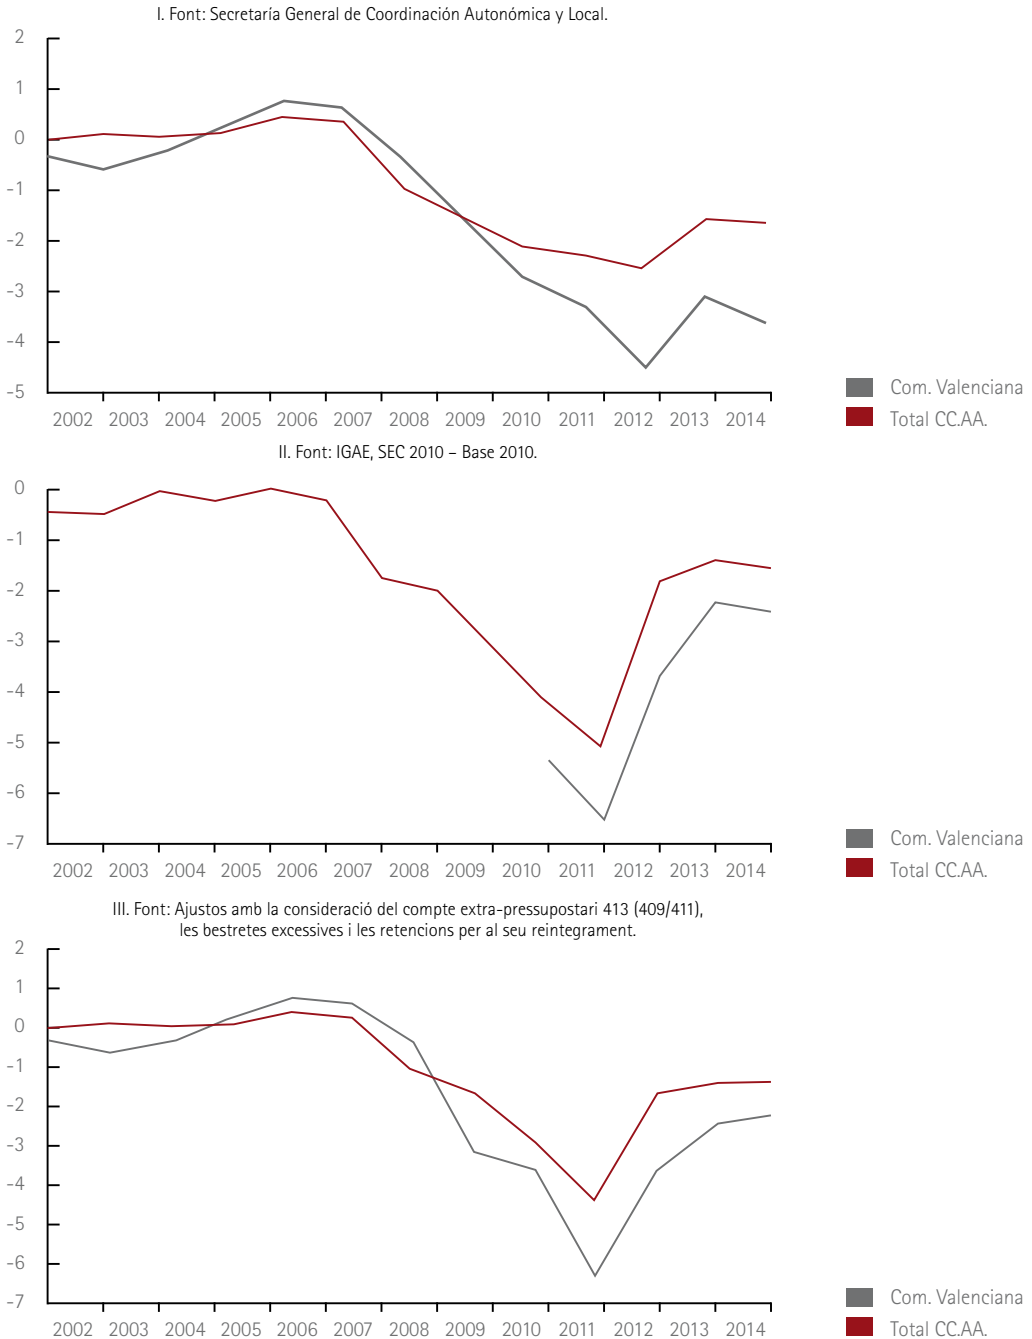 I. Font: Secretaría General de Coordinación Autonómica y Local.
2
1
0
-1
-2
-3
-4
-5
2002 2003 2004 2005 2006 2007 2008 2009 2010 2011 2012 2013 2014
Com. Valenciana
Total CC.AA.
II. Font: IGAE, SEC 2010 – Base 2010.
0
-1
-2
-3
-4
-5
-6
-7
2002 2003 2004 2005 2006 2007 2008 2009 2010 2011 2012 2013 2014
Com. Valenciana
Total CC.AA.
III. Font: Ajustos amb la consideració del compte extra-pressupostari 413 (409/411),
les bestretes excessives i les retencions per al seu reintegrament.
2
1
0
-1
-2
-3
-4
-5
-6
-7
2002 2003 2004 2005 2006 2007 2008 2009 2010 2011 2012 2013 2014
Com. Valenciana
Total CC.AA.